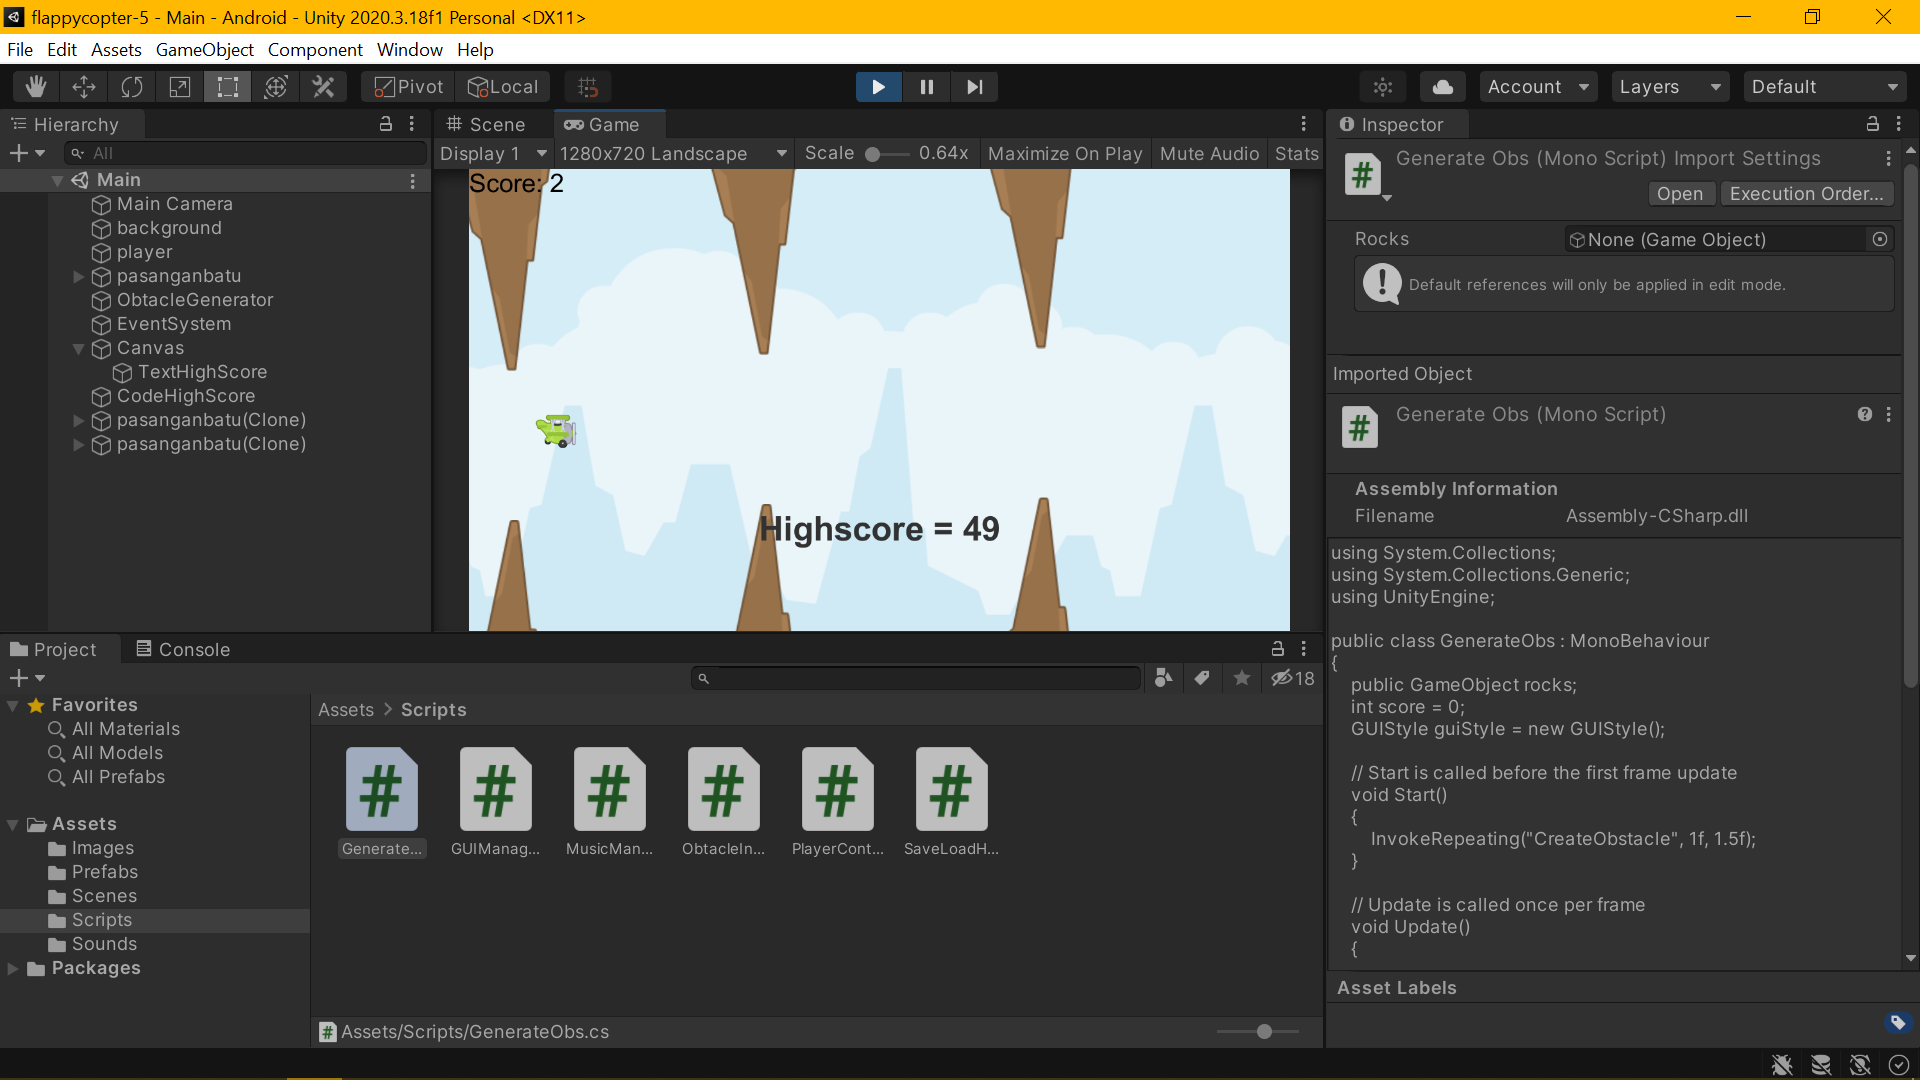 flappycopter-5 - Main - Android - Unity 2020.3.18f1 Personal <DX11>
File Edit Assets GameObject Component Window Help
Pivot Local Account Layers Default
Hierarchy
All
Main
Main Camera
background
player
pasanganbatu
ObtacleGenerator
EventSystem
Canvas
TextHighScore
CodeHighScore
pasanganbatu(Clone)
pasanganbatu(Clone)
Scene Game
Display 1 1280x720 Landscape Scale 0.64x Maximize On Play Mute Audio Stats
Score: 2
Highscore = 49
Inspector
Generate Obs (Mono Script) Import Settings
Open Execution Order...
Rocks None (Game Object)
Default references will only be applied in edit mode.
Imported Object
Generate Obs (Mono Script)
Assembly Information
Filename Assembly-CSharp.dll
using System.Collections;
using System.Collections.Generic;
using UnityEngine;
public class GenerateObs : MonoBehaviour
{
public GameObject rocks;
int score = 0;
GUIStyle guiStyle = new GUIStyle();
// Start is called before the first frame update
void Start()
{
InvokeRepeating("CreateObstacle", 1f, 1.5f);
}
// Update is called once per frame
void Update()
{
Asset Labels
Project Console
18
Favorites
All Materials
All Models
All Prefabs
Assets
Images
Prefabs
Scenes
Scripts
Sounds
Packages
Assets > Scripts
Generate... GUIManag... MusicMan... ObtacleIn... PlayerCont... SaveLoadH...
Assets/Scripts/GenerateObs.cs